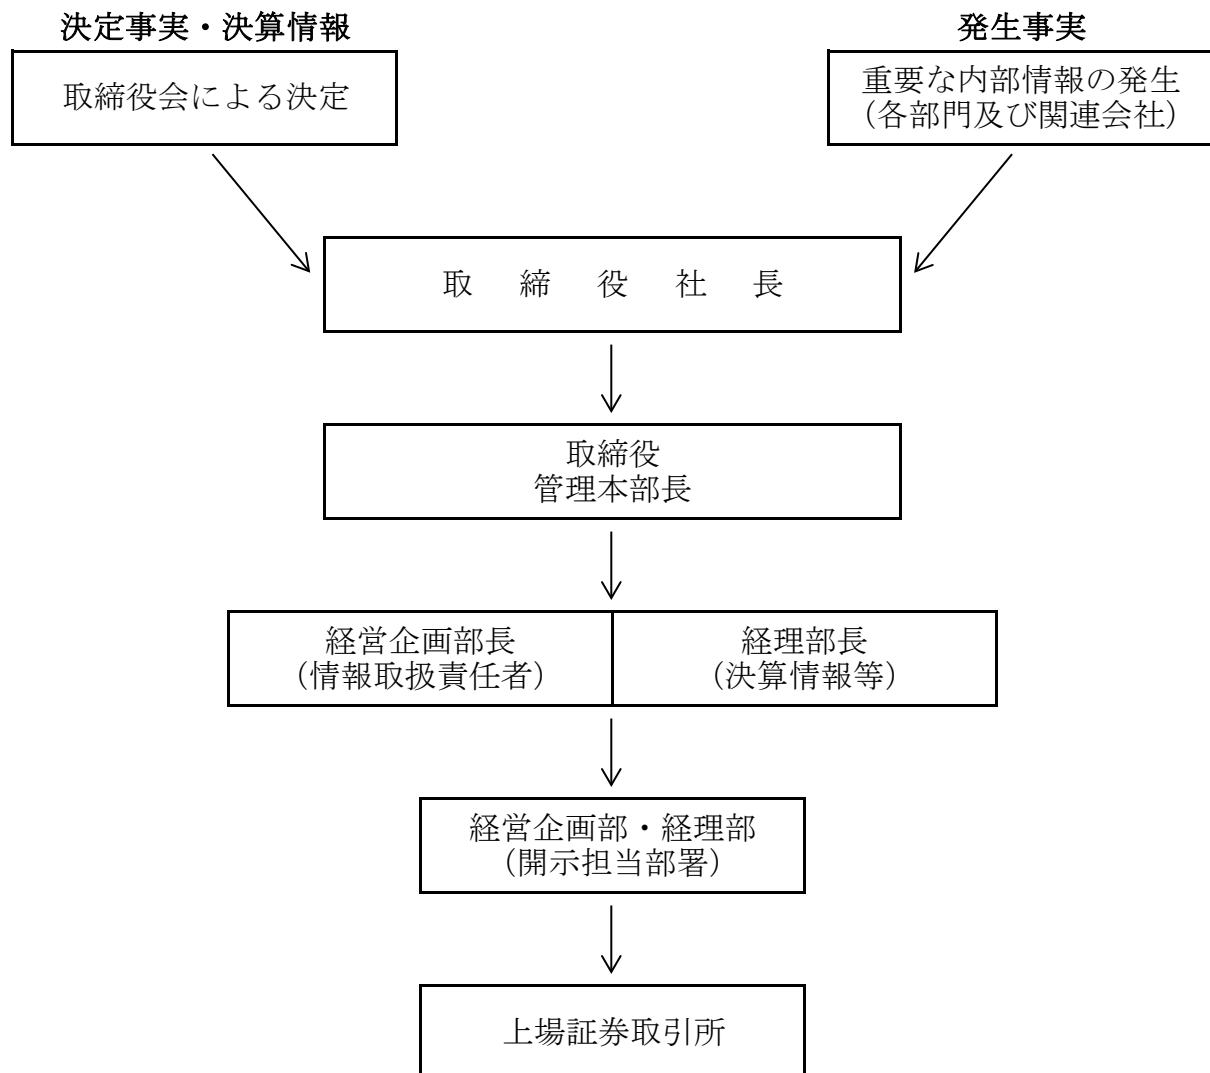 決定事実・決算情報
発生事実
取締役会による決定
重要な内部情報の発生
（各部門及び関連会社）
取締役社長
取締役
管理本部長
経営企画部長
（情報取扱責任者）
経理部長
（決算情報等）
経営企画部・経理部
（開示担当部署）
上場証券取引所